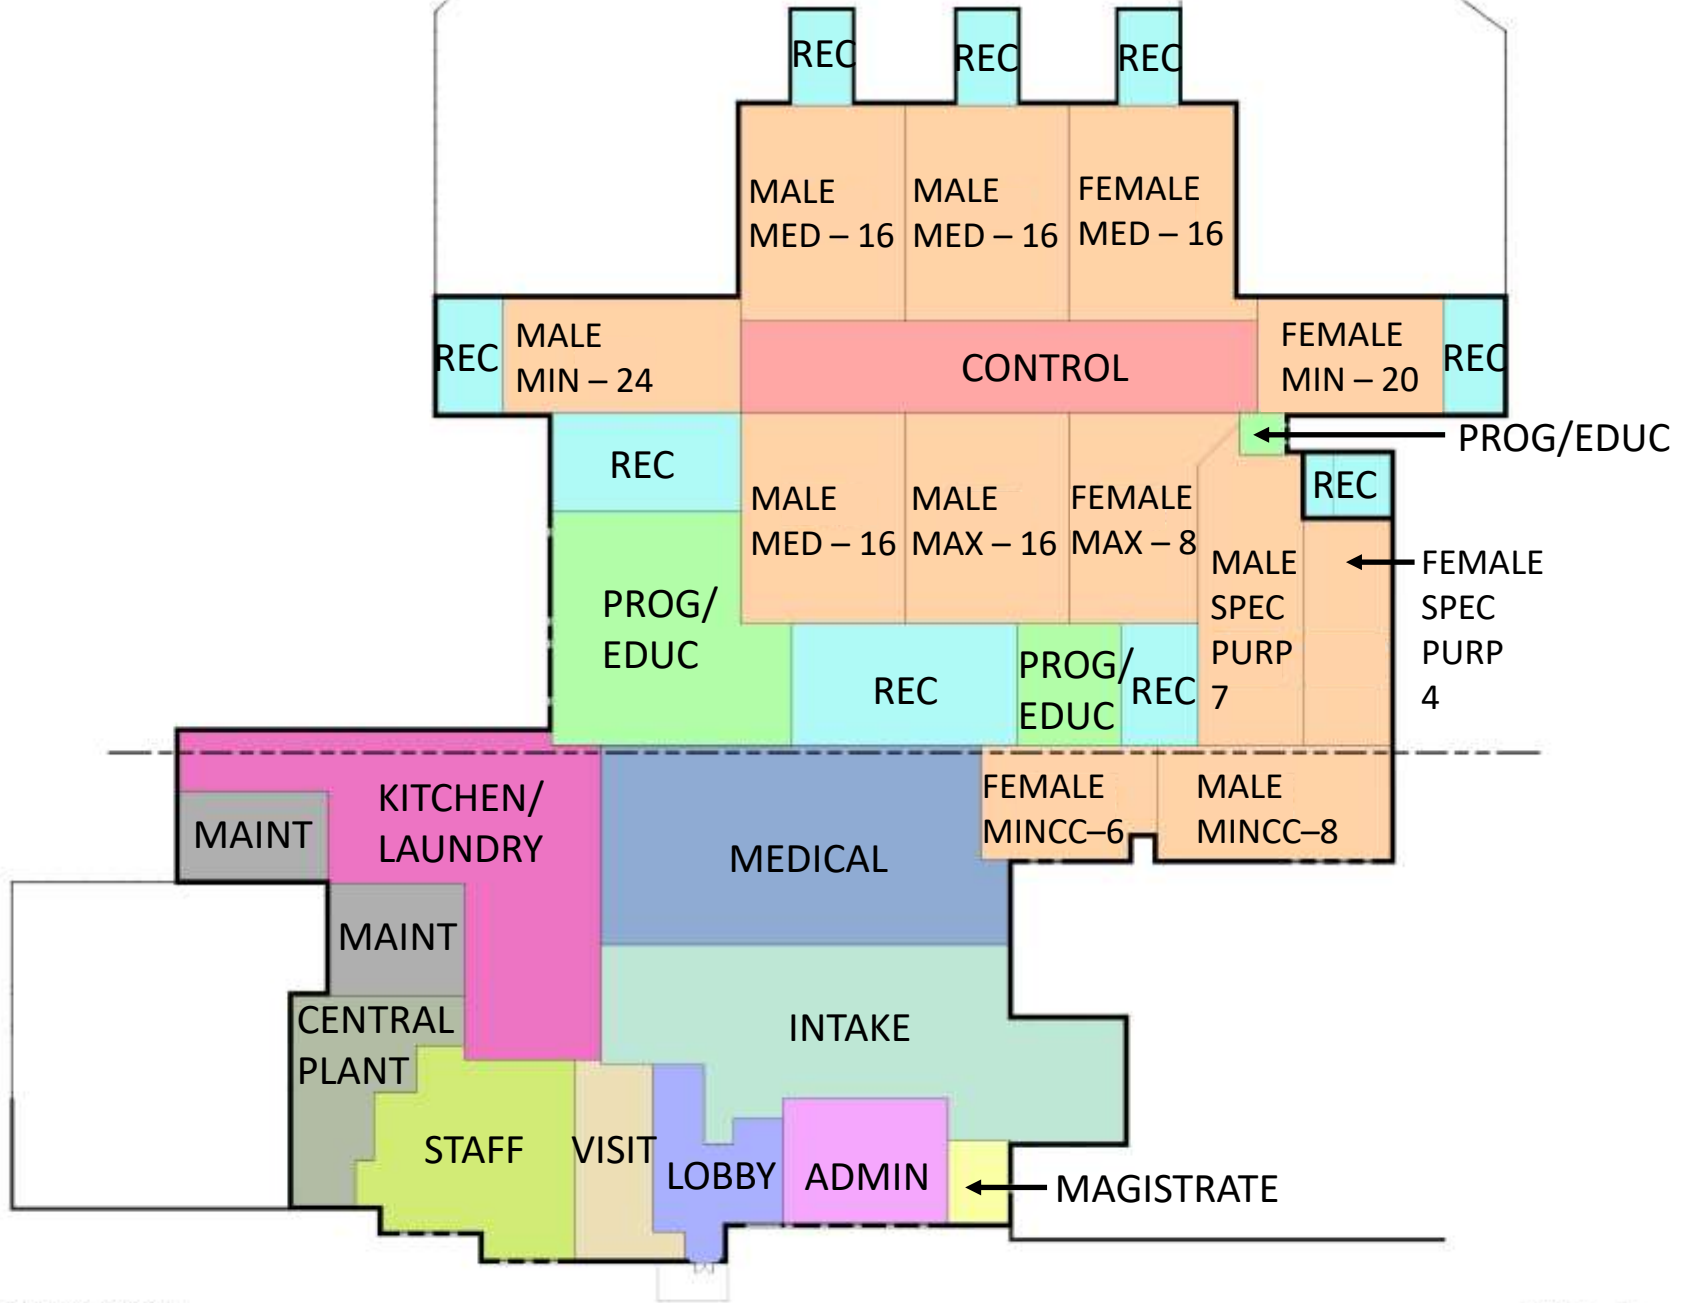 REC
REC
REC
MALE
MED – 16
MALE
MED – 16
FEMALE
MED – 16
REC
MALE
MIN – 24
CONTROL
FEMALE
MIN – 20
REC
PROG/EDUC
REC
MALE
MED – 16
MALE
MAX – 16
FEMALE
MAX – 8
REC
MALE
SPEC
PURP
7
FEMALE
SPEC
PURP
4
PROG/
EDUC
REC
PROG/
EDUC
REC
KITCHEN/
LAUNDRY
MAINT
MEDICAL
FEMALE
MINCC–6
MALE
MINCC–8
MAINT
CENTRAL
PLANT
INTAKE
STAFF
VISIT
LOBBY
ADMIN
MAGISTRATE